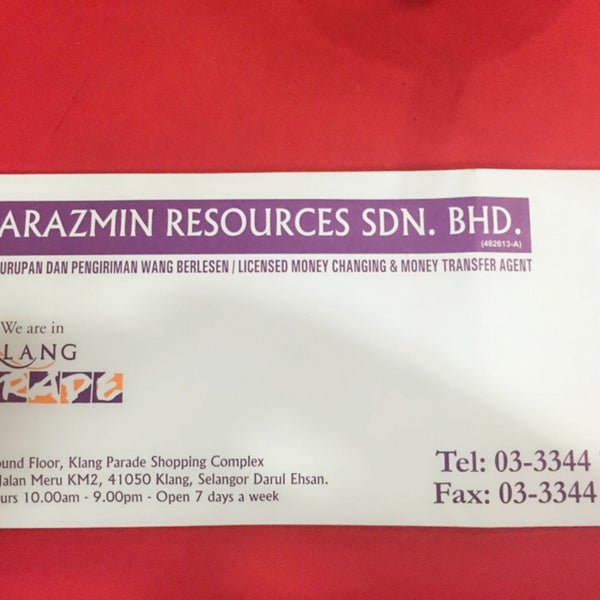 ARAZMIN RESOURCES SDN. BHD.
(462613-A)
URUPAN DAN PENGIRIMAN WANG BERLESEN / LICENSED MONEY CHANGING & MONEY TRANSFER AGENT
We are in
LANG
RADE
und Floor, Klang Parade Shopping Complex
Jalan Meru KM2, 41050 Klang, Selangor Darul Ehsan.
urs 10.00am - 9.00pm - Open 7 days a week
Tel: 03-3344
Fax: 03-3344